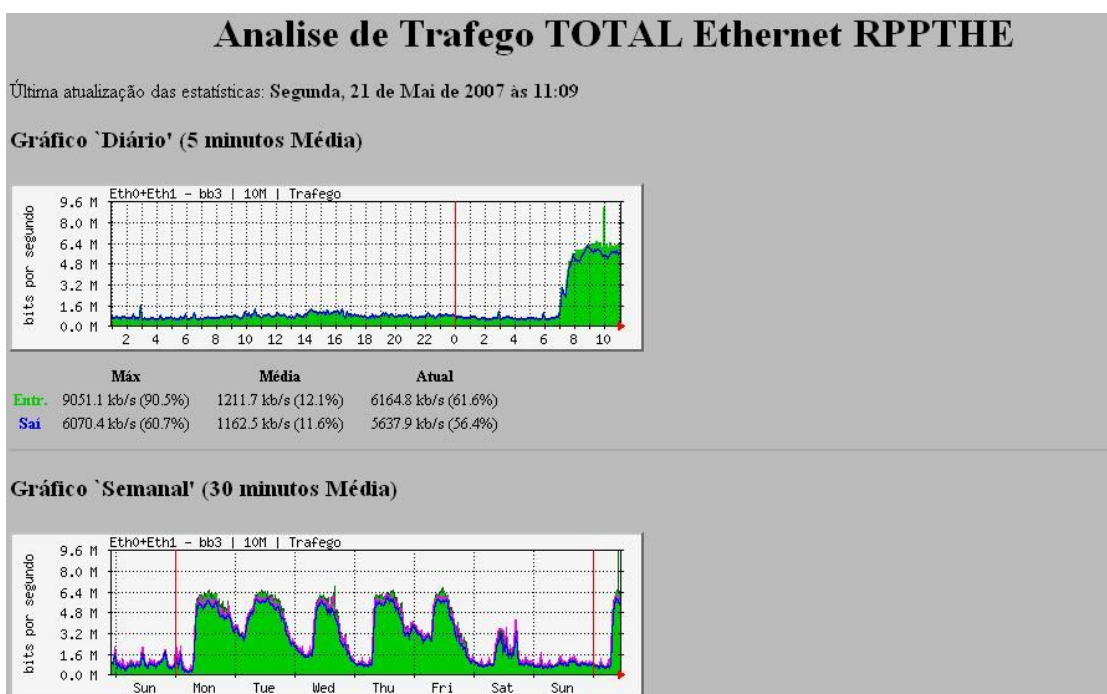 Analise de Trafego TOTAL Ethernet RPPTHE
Última atualização das estatísticas: Segunda, 21 de Mai de 2007 às 11:09
Gráfico `Diário' (5 minutos Média)
Eth0+Eth1 - bb3 | 10M | Trafego
bits por segundo
9.6 M
8.0 M
6.4 M
4.8 M
3.2 M
1.6 M
0.0 M
2 4 6 8 10 12 14 16 18 20 22 0 2 4 6 8 10
Máx Média Atual
Entr. 9051.1 kb/s (90.5%) 1211.7 kb/s (12.1%) 6164.8 kb/s (61.6%)
Saí 6070.4 kb/s (60.7%) 1162.5 kb/s (11.6%) 5637.9 kb/s (56.4%)
Gráfico `Semanal' (30 minutos Média)
Eth0+Eth1 - bb3 | 10M | Trafego
bits por segundo
9.6 M
8.0 M
6.4 M
4.8 M
3.2 M
1.6 M
0.0 M
Sun Mon Tue Wed Thu Fri Sat Sun